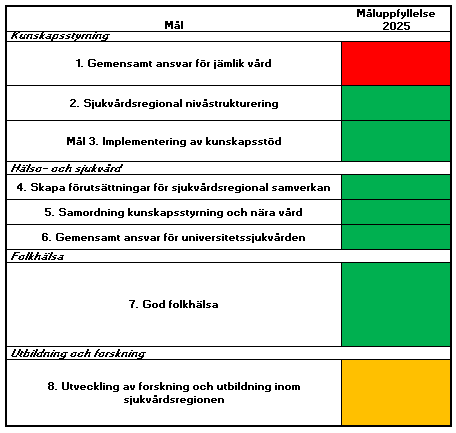 Mål
Måluppfyllelse
2025
Kunskapsstyrning
1. Gemensamt ansvar för jämlik vård
2. Sjukvårdsregional nivåstrukturering
Mål 3. Implementering av kunskapsstöd
Hälso- och sjukvård
4. Skapa förutsättningar för sjukvårdsregional samverkan
5. Samordning kunskapsstyrning och nära vård
6. Gemensamt ansvar för universitetssjukvården
Folkhälsa
7. God folkhälsa
Utbildning och forskning
8. Utveckling av forskning och utbildning inom
sjukvårdsregionen